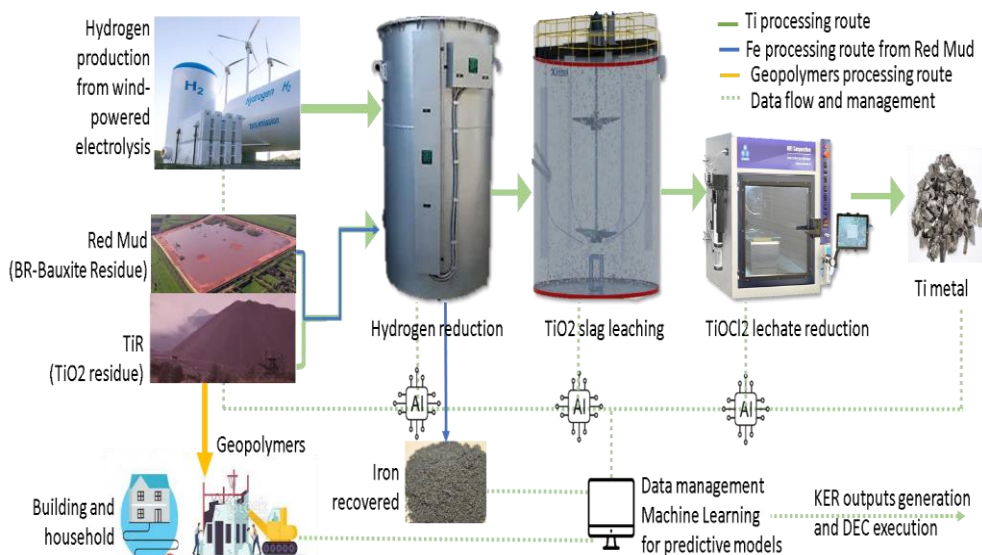 Hydrogen
production
from wind-
powered
electrolysis
H2
Hydrogen H2
Ti processing route
Fe processing route from Red Mud
Geopolymers processing route
Data flow and management
Red Mud
(BR-Bauxite Residue)
TiR
(TiO2 residue)
Hydrogen reduction
TiO2 slag leaching
TiOCl2 lechate reduction
Ti metal
AI
AI
AI
Geopolymers
Building and
household
Iron
recovered
Data management
Machine Learning
for predictive models
KER outputs generation
and DEC execution